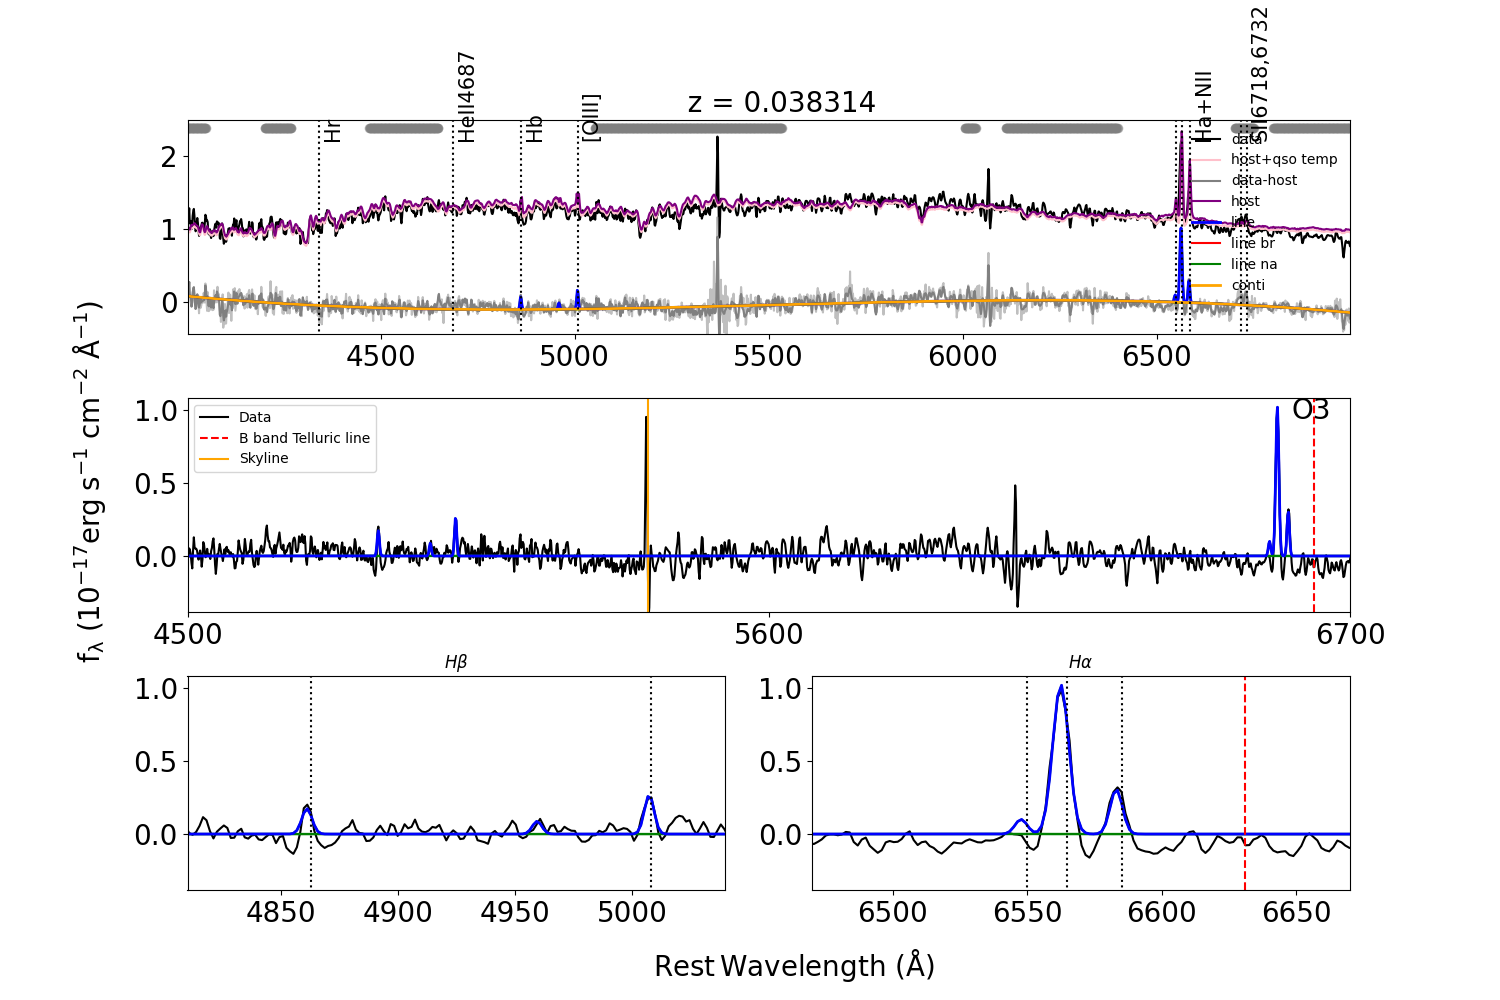 z = 0.038314
Hr
HeII4687
Hb
[OIII]
Ha+NII
SII6718,6732
data
host+qso temp
data-host
host
line
line br
line na
conti
2
1
0
4500
5000
5500
6000
6500
fλ (10⁻¹⁷erg s⁻¹ cm⁻² Å⁻¹)
Data
B band Telluric line
Skyline
O3
1.0
0.5
0.0
4500
5600
6700
Hβ
1.0
0.5
0.0
4850
4900
4950
5000
Hα
1.0
0.5
0.0
6500
6550
6600
6650
Rest Wavelength (Å)